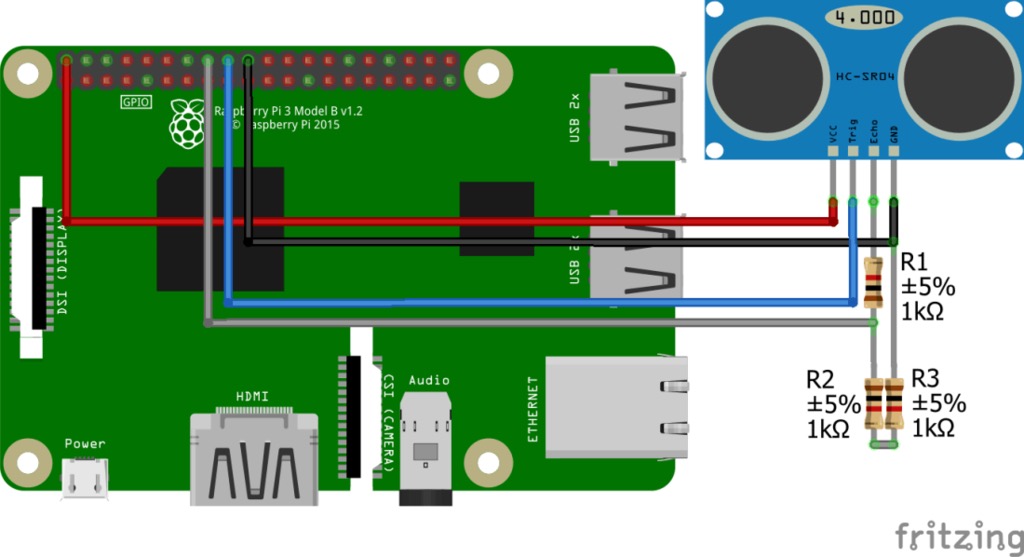 4.000
HC-SR04
VCC
Trig
Echo
GND
GPIO
Raspberry Pi 3 Model B v1.2
© Raspberry Pi 2015
USB 2x
USB 2x
DSI (DISPLAY)
R1
±5%
1kΩ
R2
±5%
1kΩ
R3
±5%
1kΩ
HDMI
CSI (CAMERA)
Audio
ETHERNET
Power
fritzing